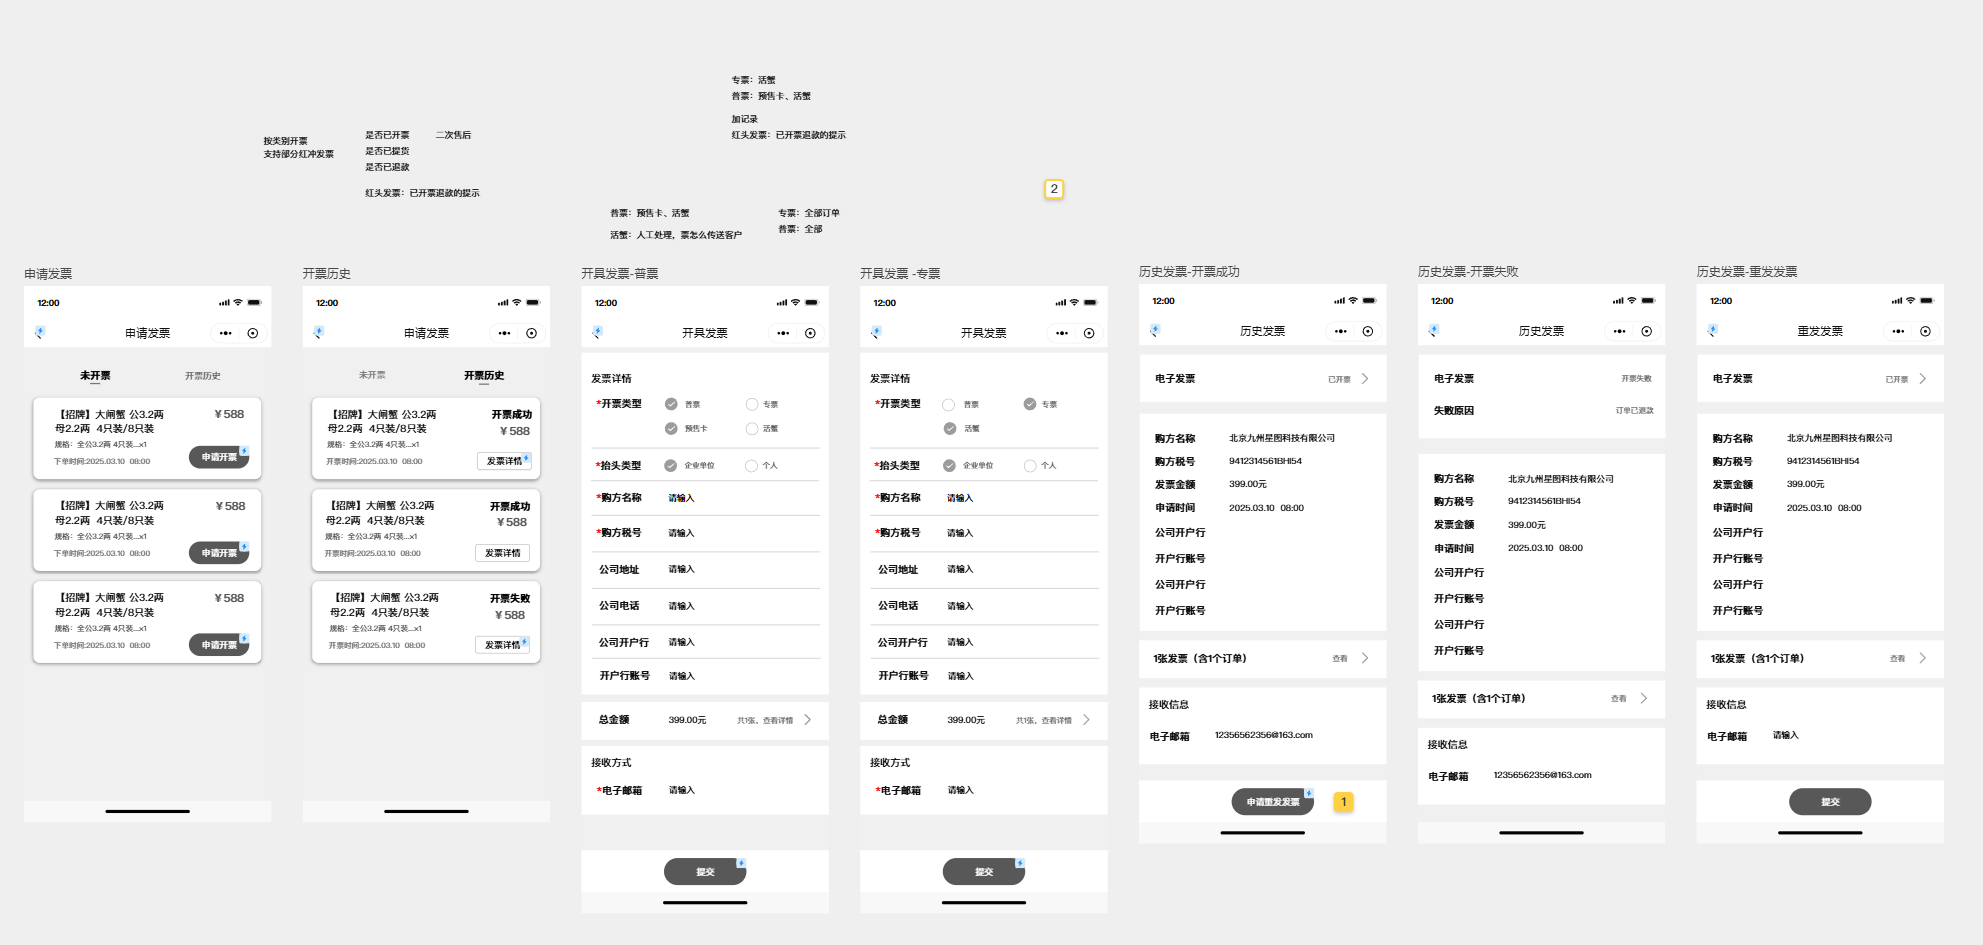 专票：活蟹
普票：预售卡、活蟹
加记录
红头发票：已开票退款的提示
按类别开票
支持部分红冲发票
是否已开票
二次售后
是否已提货
是否已退款
红头发票：已开票退款的提示
2
普票：预售卡、活蟹
活蟹：人工处理，票怎么传送客户
专票：全部订单
普票：全部
申请发票
12:00
申请发票
未开票
开票历史
【招牌】大闸蟹 公3.2两
¥588
母2.2两 4只装/8只装
规格：全公3.2两 4只装...x1
下单时间:2025.03.10 08:00
申请开票
【招牌】大闸蟹 公3.2两
¥588
母2.2两 4只装/8只装
规格：全公3.2两 4只装...x1
下单时间:2025.03.10 08:00
申请开票
【招牌】大闸蟹 公3.2两
¥588
母2.2两 4只装/8只装
规格：全公3.2两 4只装...x1
下单时间:2025.03.10 08:00
申请开票
开票历史
12:00
申请发票
未开票
开票历史
【招牌】大闸蟹 公3.2两
开票成功
母2.2两 4只装/8只装
¥588
规格：全公3.2两 4只装...x1
开票时间:2025.03.10 08:00
发票详情
【招牌】大闸蟹 公3.2两
开票成功
母2.2两 4只装/8只装
¥588
规格：全公3.2两 4只装...x1
开票时间:2025.03.10 08:00
发票详情
【招牌】大闸蟹 公3.2两
开票失败
母2.2两 4只装/8只装
¥588
规格：全公3.2两 4只装...x1
开票时间:2025.03.10 08:00
发票详情
开具发票-普票
12:00
开具发票
发票详情
*开票类型
普票
专票
预售卡
活蟹
*抬头类型
企业单位
个人
*购方名称
请输入
*购方税号
请输入
公司地址
请输入
公司电话
请输入
公司开户行
请输入
开户行账号
请输入
总金额
399.00元
共1张，查看详情
接收方式
*电子邮箱
请输入
提交
开具发票 -专票
12:00
开具发票
发票详情
*开票类型
普票
专票
活蟹
*抬头类型
企业单位
个人
*购方名称
请输入
*购方税号
请输入
公司地址
请输入
公司电话
请输入
公司开户行
请输入
开户行账号
请输入
总金额
399.00元
共1张，查看详情
接收方式
*电子邮箱
请输入
提交
历史发票-开票成功
12:00
历史发票
电子发票
已开票
购方名称
北京九州星图科技有限公司
购方税号
9412314561BHI54
发票金额
399.00元
申请时间
2025.03.10 08:00
公司开户行
开户行账号
公司开户行
开户行账号
1张发票（含1个订单）
查看
接收信息
电子邮箱
12356562356@163.com
申请重发发票
1
历史发票-开票失败
12:00
历史发票
电子发票
开票失败
失败原因
订单已退款
购方名称
北京九州星图科技有限公司
购方税号
9412314561BHI54
发票金额
399.00元
申请时间
2025.03.10 08:00
公司开户行
开户行账号
公司开户行
开户行账号
1张发票（含1个订单）
查看
接收信息
电子邮箱
12356562356@163.com
历史发票-重发发票
12:00
重发发票
电子发票
已开票
购方名称
北京九州星图科技有限公司
购方税号
9412314561BHI54
发票金额
399.00元
申请时间
2025.03.10 08:00
公司开户行
开户行账号
公司开户行
开户行账号
1张发票（含1个订单）
查看
接收信息
电子邮箱
请输入
提交